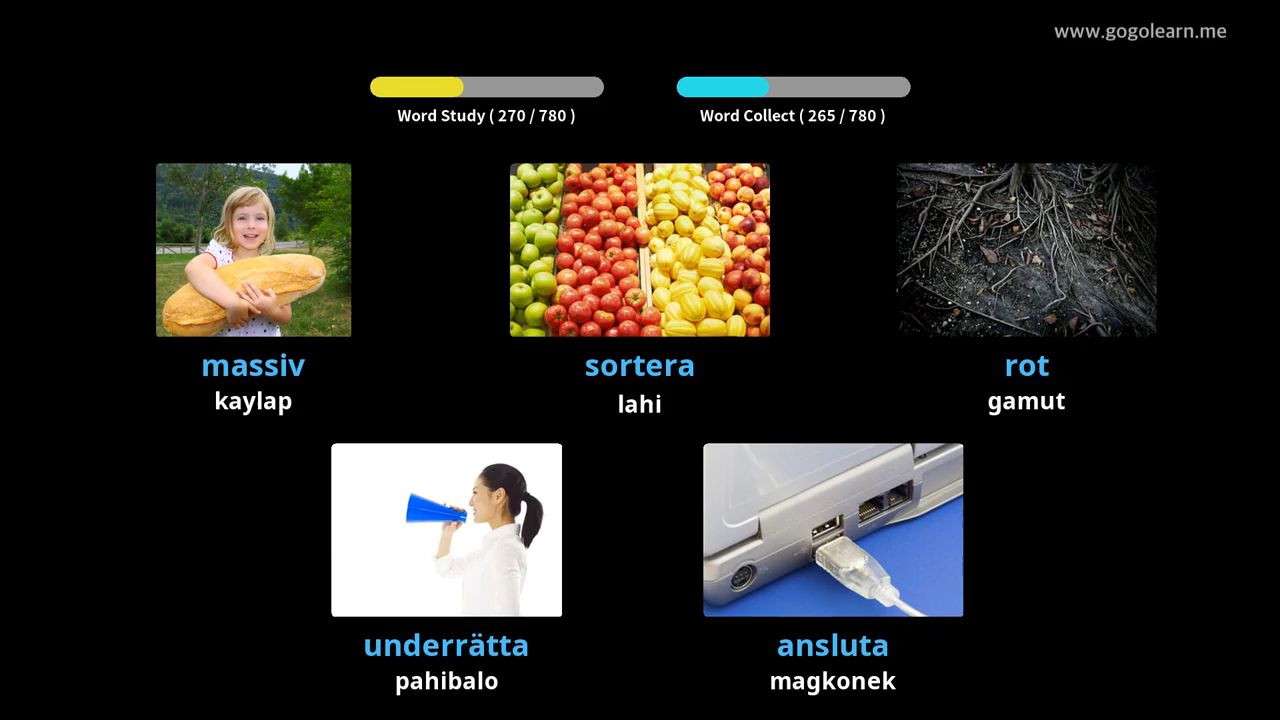 www.gogolearn.me
Word Study ( 270 / 780 )
Word Collect ( 265 / 780 )
massiv
kaylap
sortera
lahi
rot
gamut
underrätta
pahibalo
ansluta
magkonek